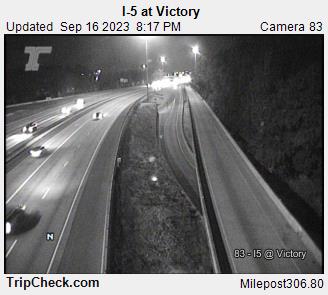 I-5 at Victory
Updated Sep 16 2023 8:17 PM Camera 83
T
N
83 - I5 @ Victory
TripCheck.com Milepost306.80